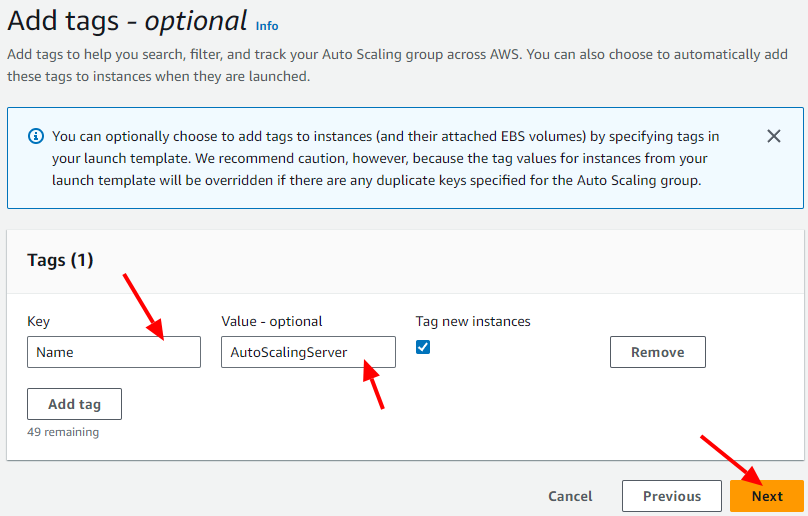 Add tags - optional Info
Add tags to help you search, filter, and track your Auto Scaling group across AWS. You can also choose to automatically add
these tags to instances when they are launched.
You can optionally choose to add tags to instances (and their attached EBS volumes) by specifying tags in
your launch template. We recommend caution, however, because the tag values for instances from your
launch template will be overridden if there are any duplicate keys specified for the Auto Scaling group.
Tags (1)
Key Value - optional Tag new instances
Name AutoScalingServer Remove
Add tag
49 remaining
Cancel Previous Next